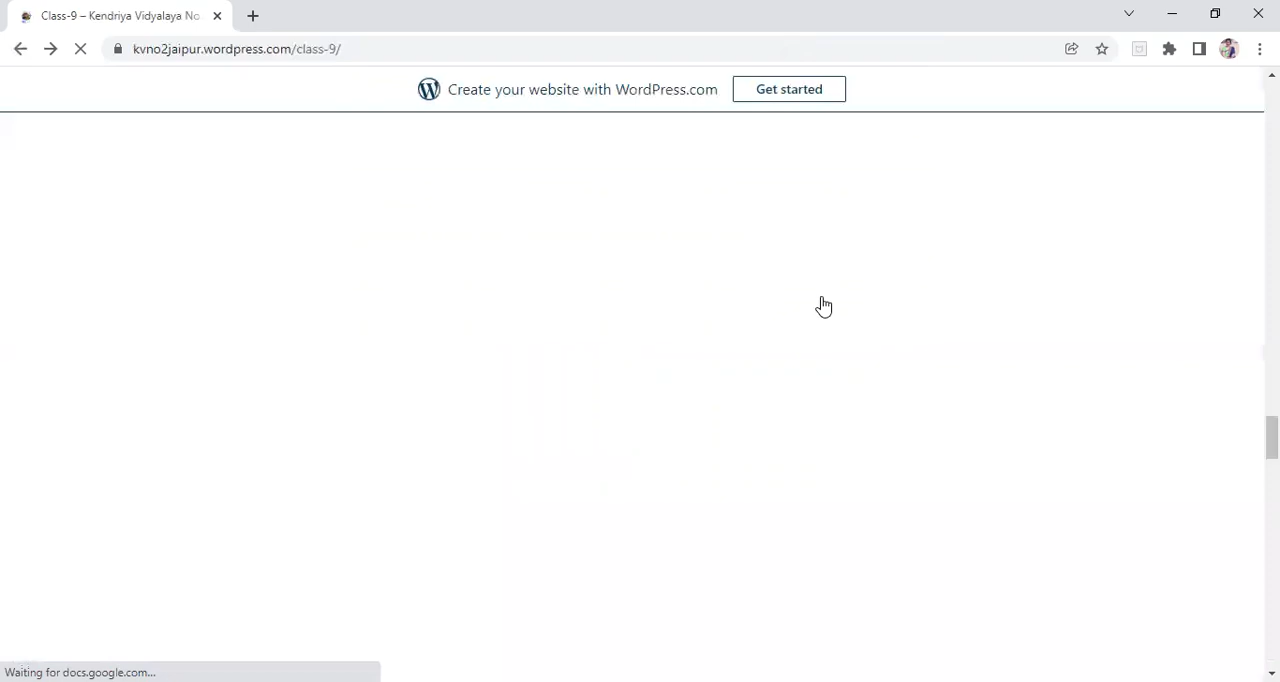 Class-9 – Kendriya Vidyalaya No
kvno2jaipur.wordpress.com/class-9/
Create your website with WordPress.com
Get started
Waiting for docs.google.com...